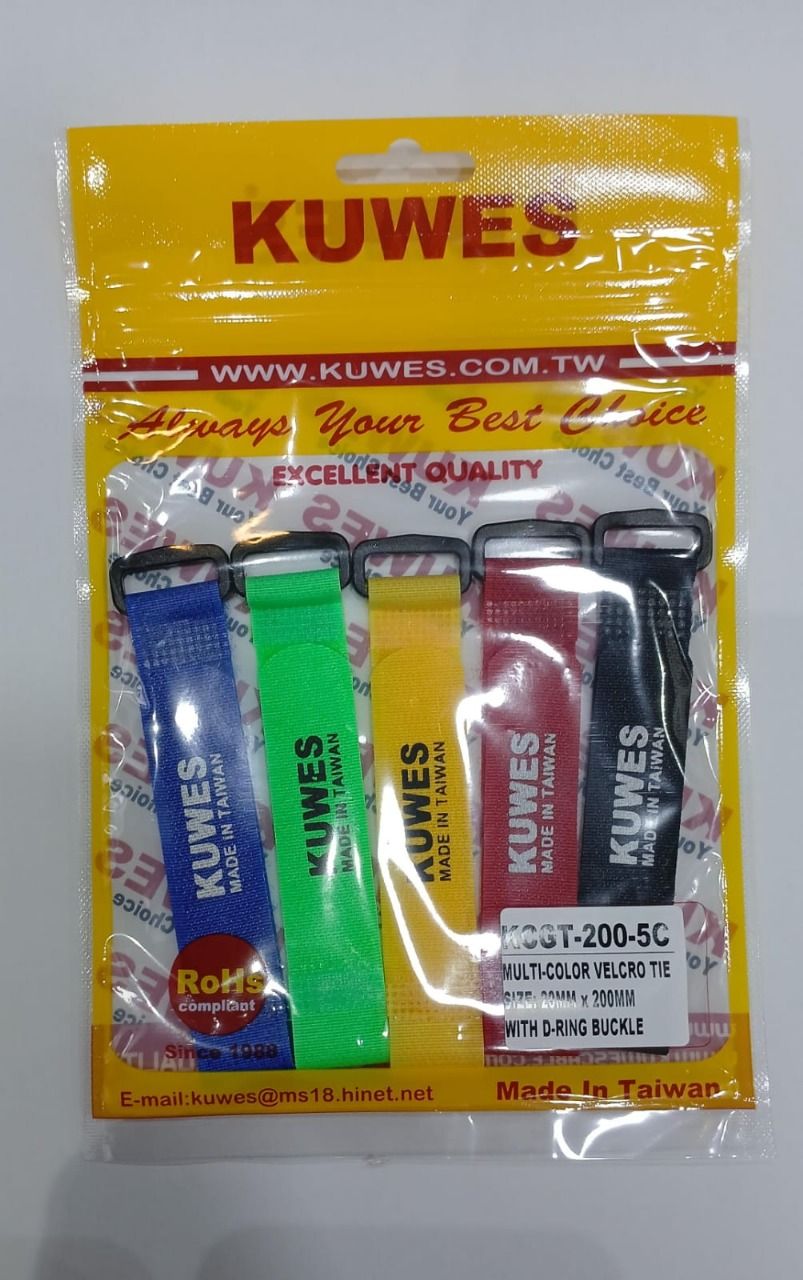 KUWES
WWW.KUWES.COM.TW
Always Your Best Choice
EXCELLENT QUALITY
KUWES
MADE IN TAIWAN
KUWES
MADE IN TAIWAN
KUWES
MADE IN TAIWAN
KUWES
MADE IN TAIWAN
KUWES
MADE IN TAIWAN
KCGT-200-5C
MULTI-COLOR VELCRO TIE
SIZE: 20MM x 200MM
WITH D-RING BUCKLE
RoHs
compliant
Since 1988
E-mail:kuwes@ms18.hinet.net
Made In Taiwan